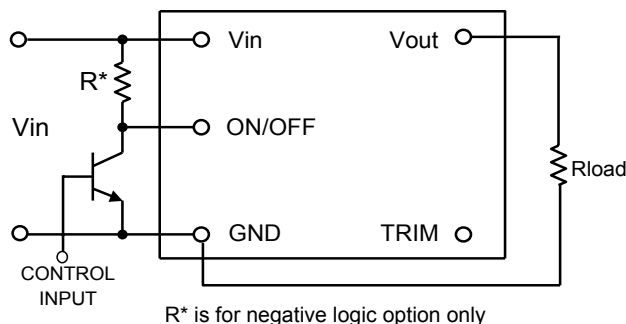 Vin
Vout
R*
Vin
ON/OFF
Rload
GND
TRIM
CONTROL
INPUT
R* is for negative logic option only